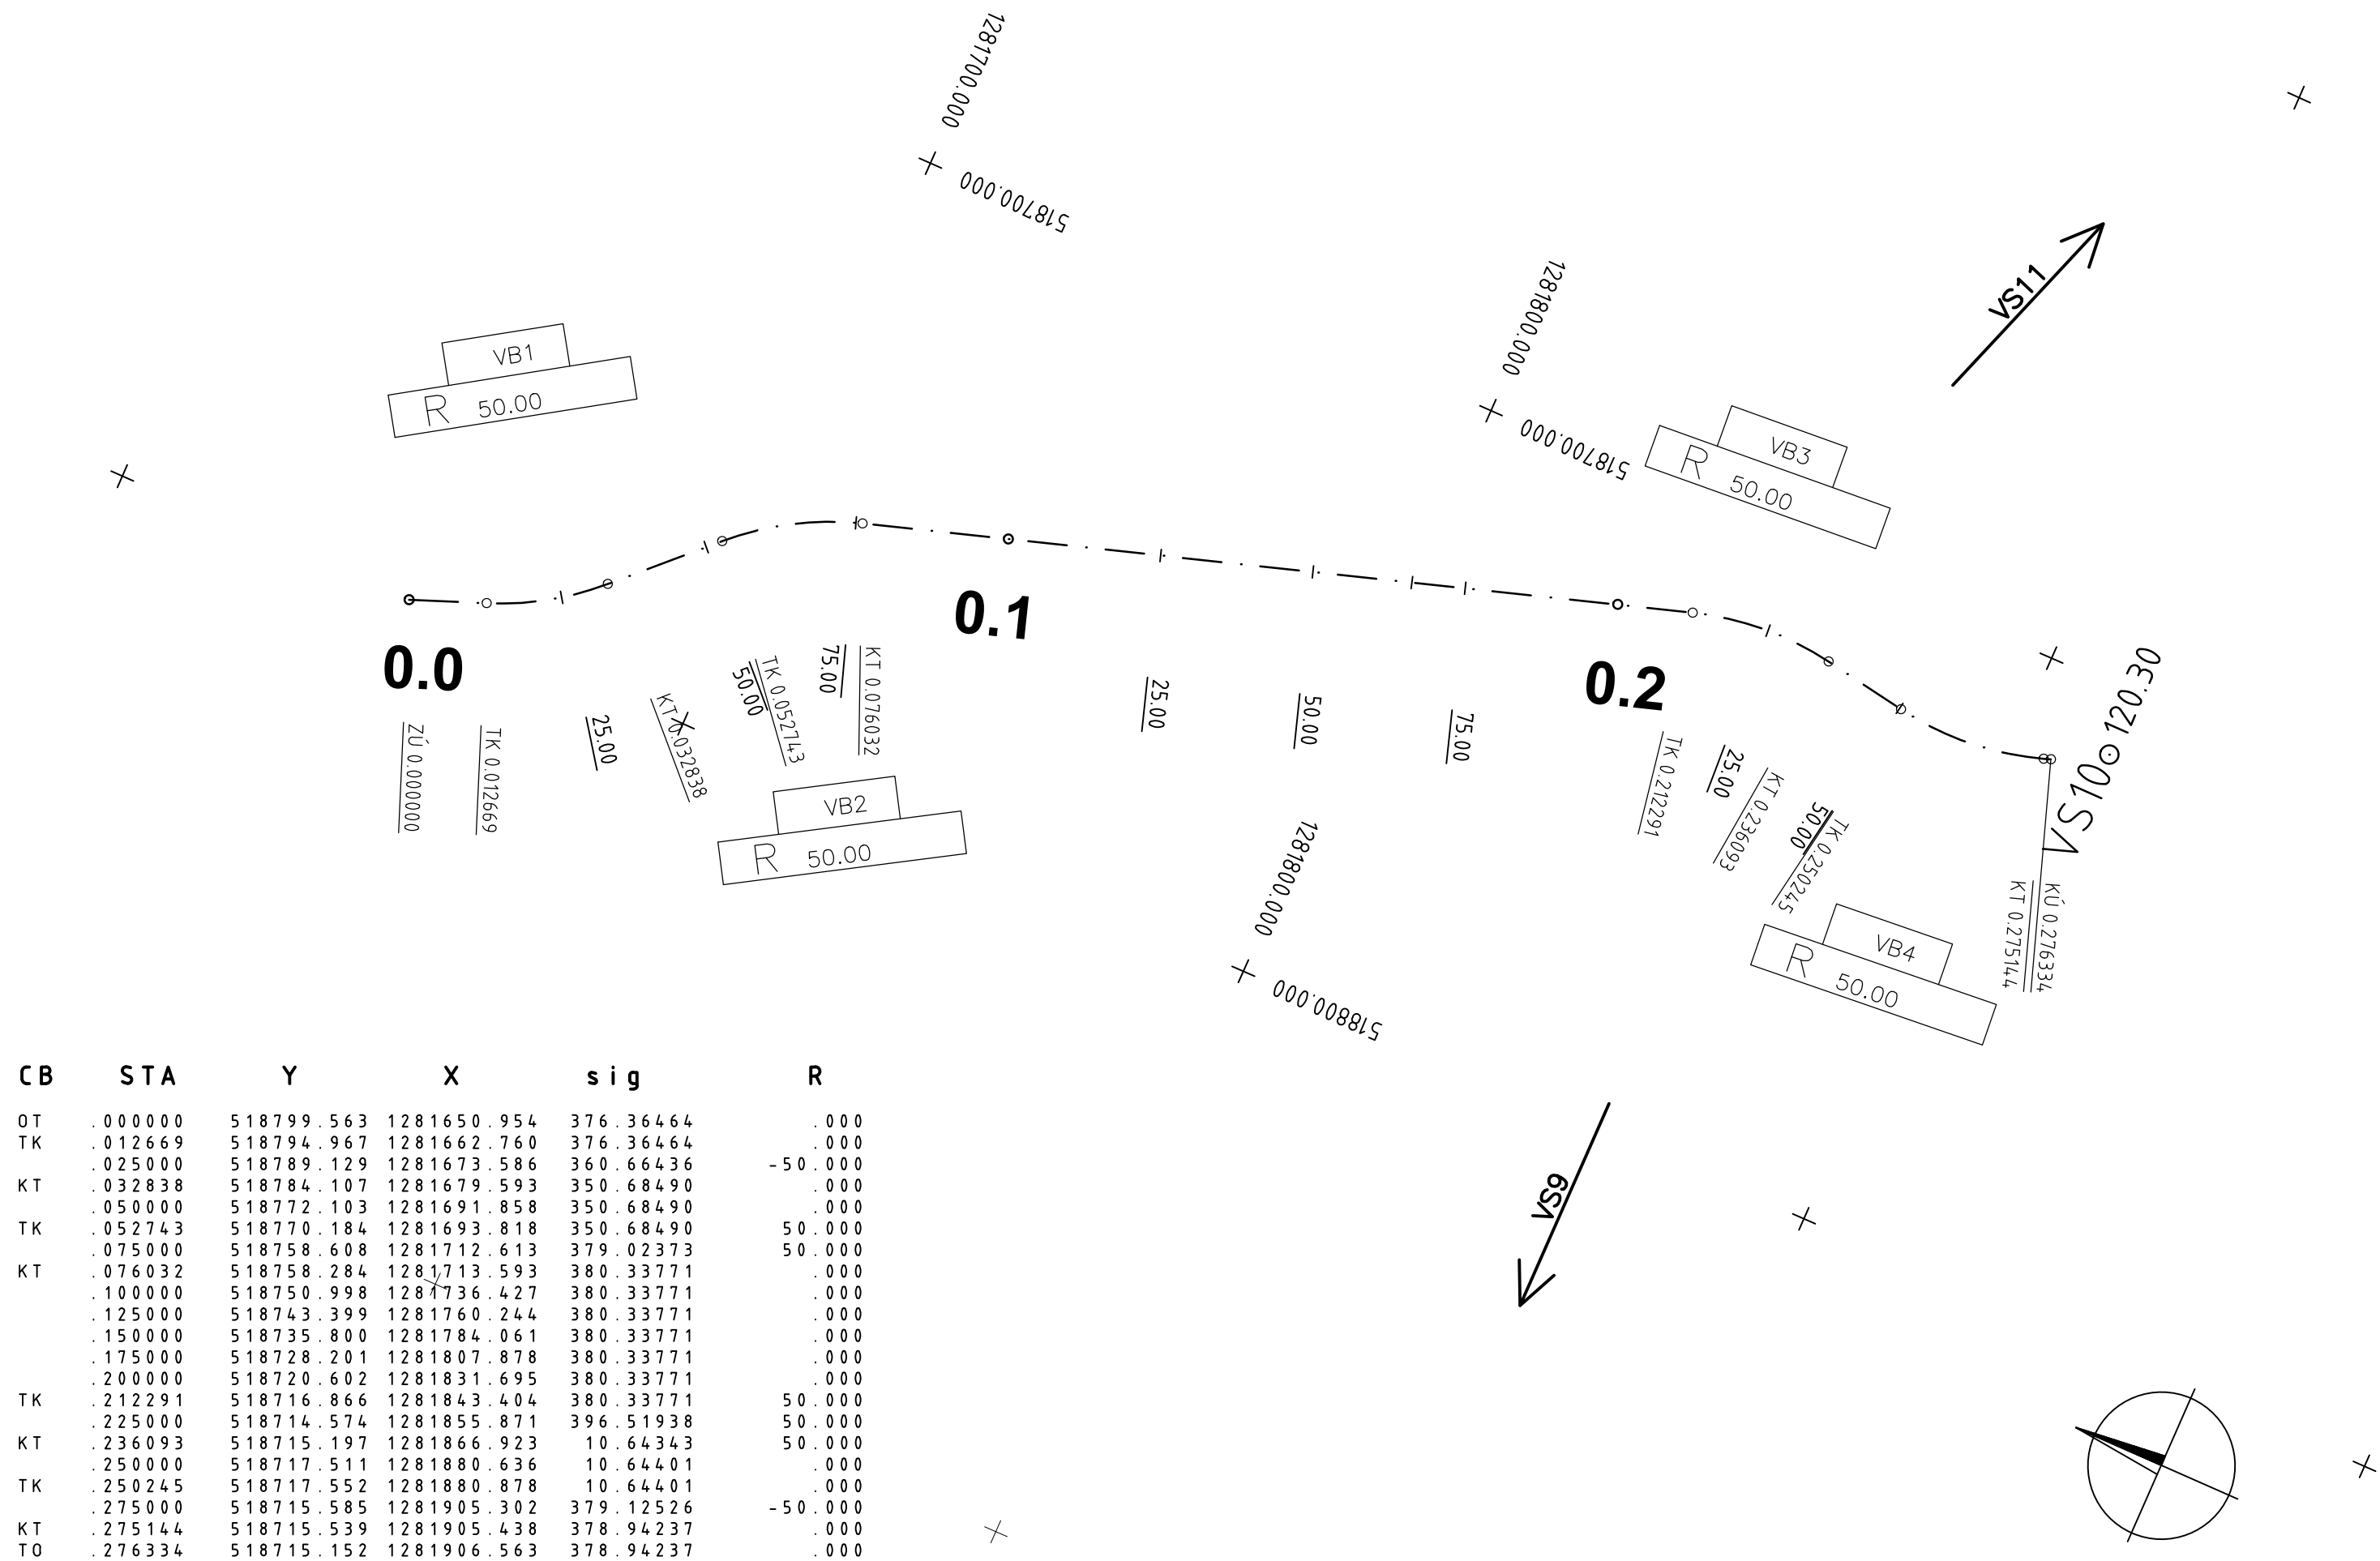 1281700.000
518700.000
1281800.000
518700.000
VS11
VB1
R 50.00
VB3
R 50.00
0.0
0.1
0.2
ZÚ 0.000000
TK 0.012669
25.00
KT 0.032838
50.00
TK 0.052743
75.00
KT 0.076032
25.00
50.00
75.00
TK 0.212291
25.00
KT 0.236093
50.00
TK 0.250245
KT 0.275144
KÚ 0.276334
VS10 120.30
VB2
R 50.00
VB4
R 50.00
1281800.000
518800.000
VS9
CB STA Y X sig R
OT .000000 518799.563 1281650.954 376.36464 .000
TK .012669 518794.967 1281662.760 376.36464 .000
.025000 518789.129 1281673.586 360.66436 -50.000
KT .032838 518784.107 1281679.593 350.68490 .000
.050000 518772.103 1281691.858 350.68490 .000
TK .052743 518770.184 1281693.818 350.68490 50.000
.075000 518758.608 1281712.613 379.02373 50.000
KT .076032 518758.284 1281713.593 380.33771 .000
.100000 518750.998 1281736.427 380.33771 .000
.125000 518743.399 1281760.244 380.33771 .000
.150000 518735.800 1281784.061 380.33771 .000
.175000 518728.201 1281807.878 380.33771 .000
.200000 518720.602 1281831.695 380.33771 .000
TK .212291 518716.866 1281843.404 380.33771 50.000
.225000 518714.574 1281855.871 396.51938 50.000
KT .236093 518715.197 1281866.923 10.64343 50.000
.250000 518717.511 1281880.636 10.64401 .000
TK .250245 518717.552 1281880.878 10.64401 .000
.275000 518715.585 1281905.302 379.12526 -50.000
KT .275144 518715.539 1281905.438 378.94237 .000
TO .276334 518715.152 1281906.563 378.94237 .000